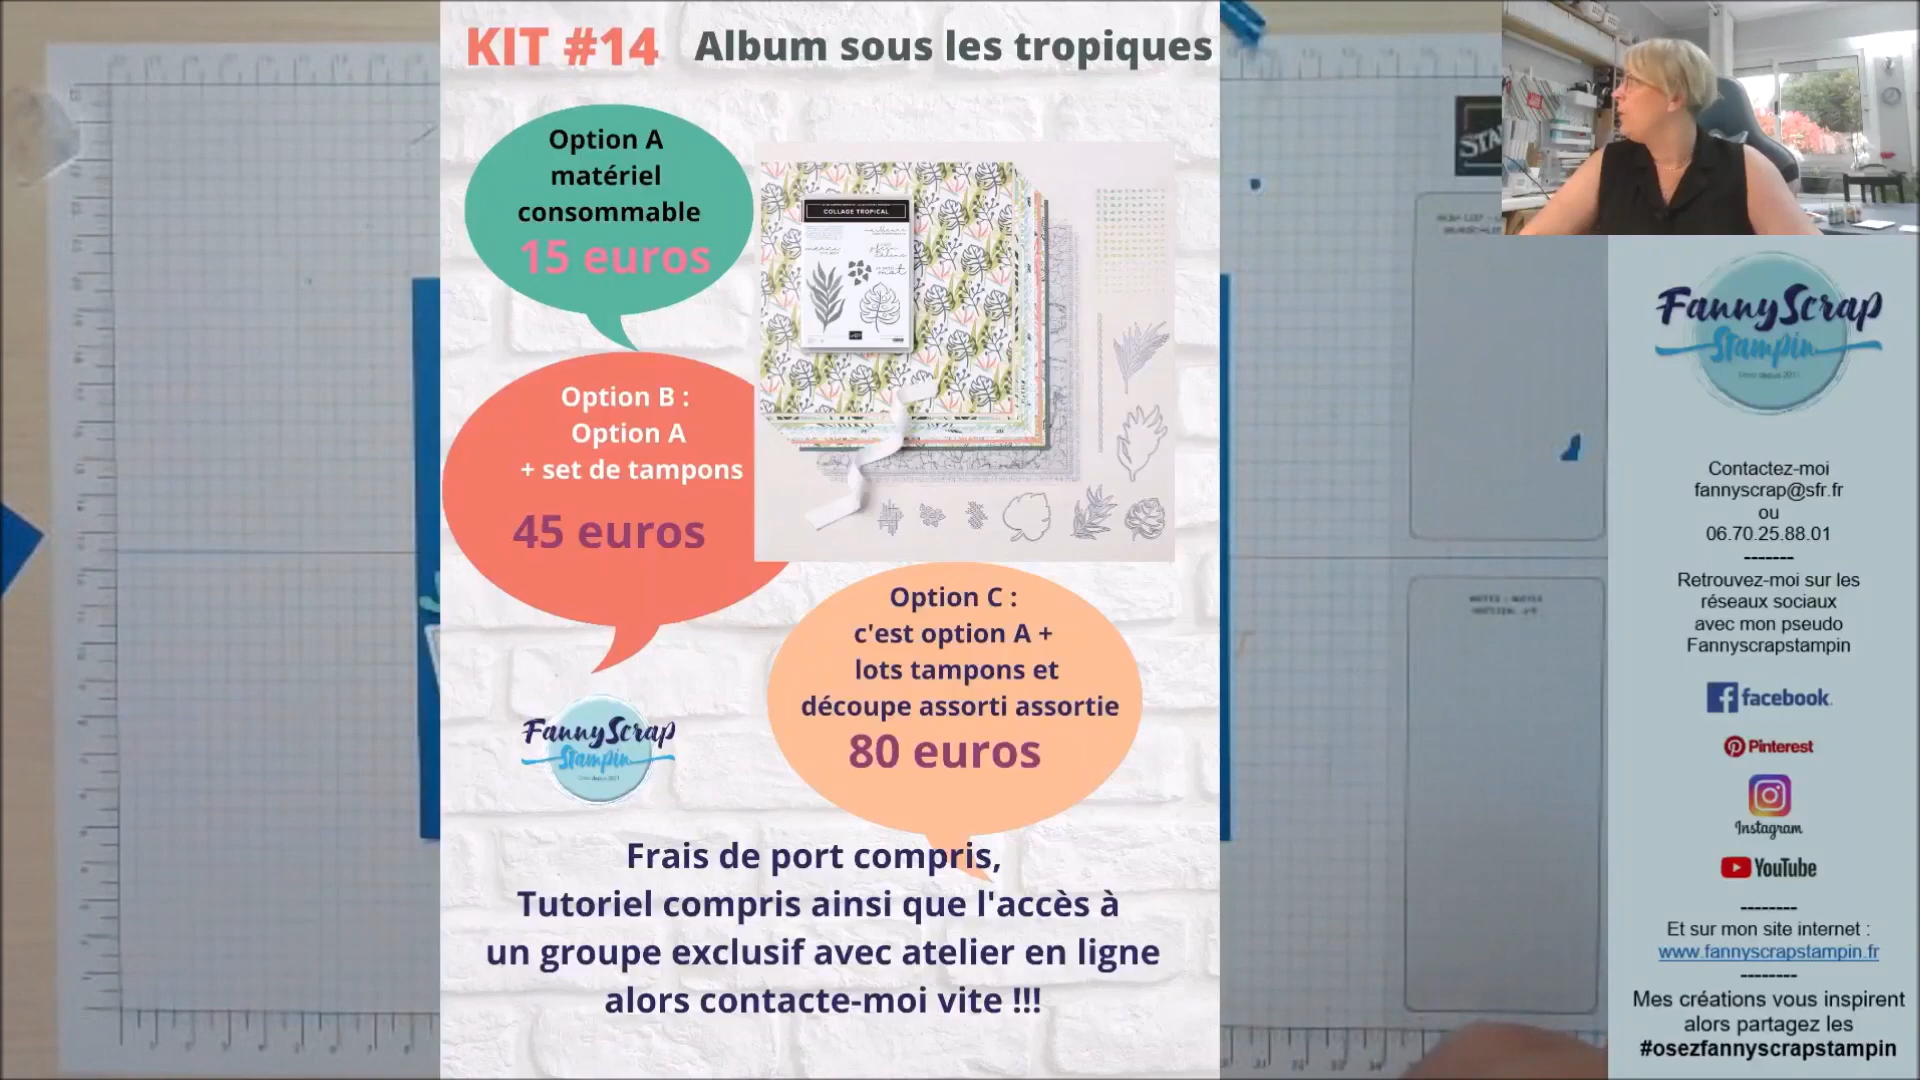 KIT #14 Album sous les tropiques
Option A
matériel
consommable
15 euros
COLLAGE TROPICAL
Option B :
Option A
+ set de tampons
45 euros
Option C :
c'est option A +
lots tampons et
découpe assorti assortie
80 euros
FannyScrap
Stampin
Frais de port compris,
Tutoriel compris ainsi que l'accès à
un groupe exclusif avec atelier en ligne
alors contacte-moi vite !!!
FannyScrap
Stampin
Contactez-moi
fannyscrap@sfr.fr
ou
06.70.25.88.01
-------
Retrouvez-moi sur les
réseaux sociaux
avec mon pseudo
Fannyscrapstampin
facebook.
Pinterest
Instagram
YouTube
--------
Et sur mon site internet :
www.fannyscrapstampin.fr
--------
Mes créations vous inspirent
alors partagez les
#osezfannyscrapstampin